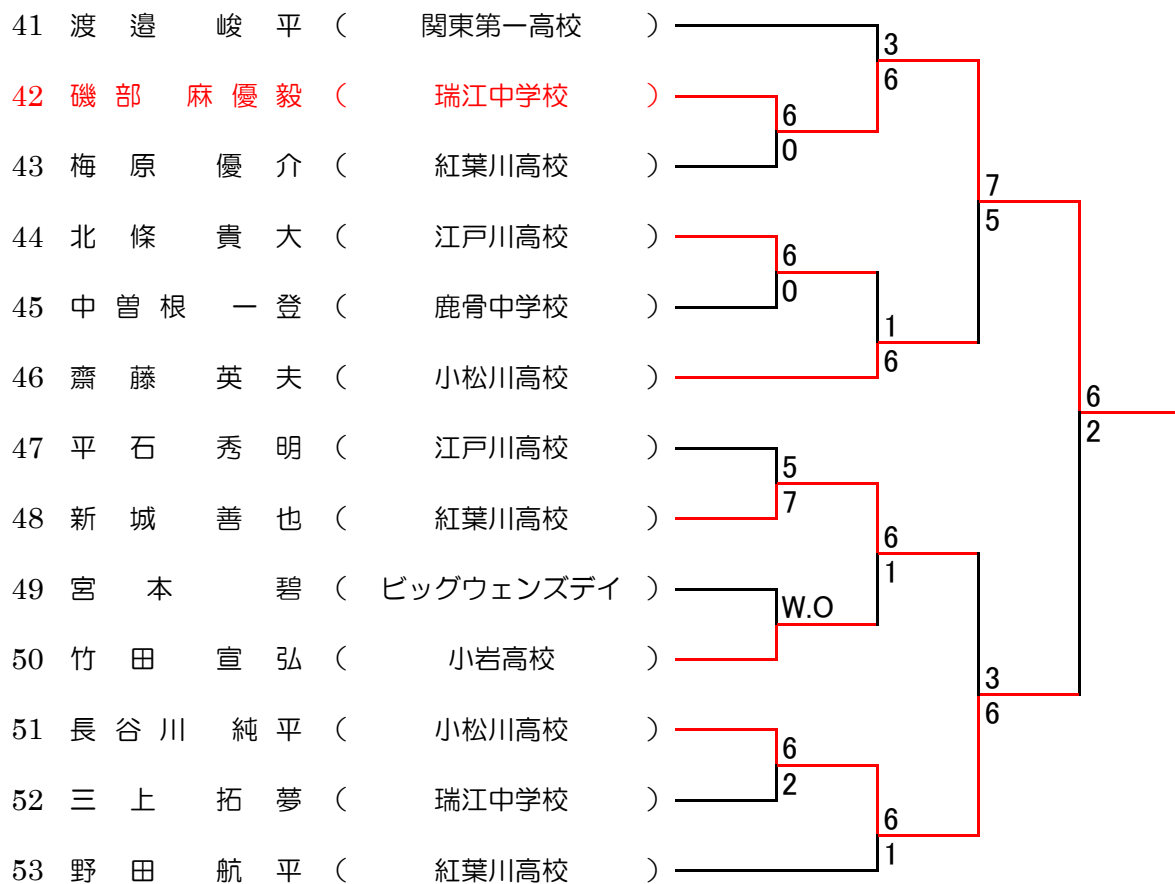 41 渡邉 峻平 ( 関東第一高校 )
3
6
42 磯部 麻優毅 ( 瑞江中学校 )
6
0
43 梅原 優介 ( 紅葉川高校 )
7
5
44 北條 貴大 ( 江戸川高校 )
6
0
45 中曽根 一登 ( 鹿骨中学校 )
1
6
46 齋藤 英夫 ( 小松川高校 )
6
2
47 平石 秀明 ( 江戸川高校 )
5
7
48 新城 善也 ( 紅葉川高校 )
6
1
49 宮本 碧 ( ビッグウェンズデイ )
W.O
50 竹田 宣弘 ( 小岩高校 )
3
6
51 長谷川 純平 ( 小松川高校 )
6
2
52 三上 拓夢 ( 瑞江中学校 )
6
1
53 野田 航平 ( 紅葉川高校 )